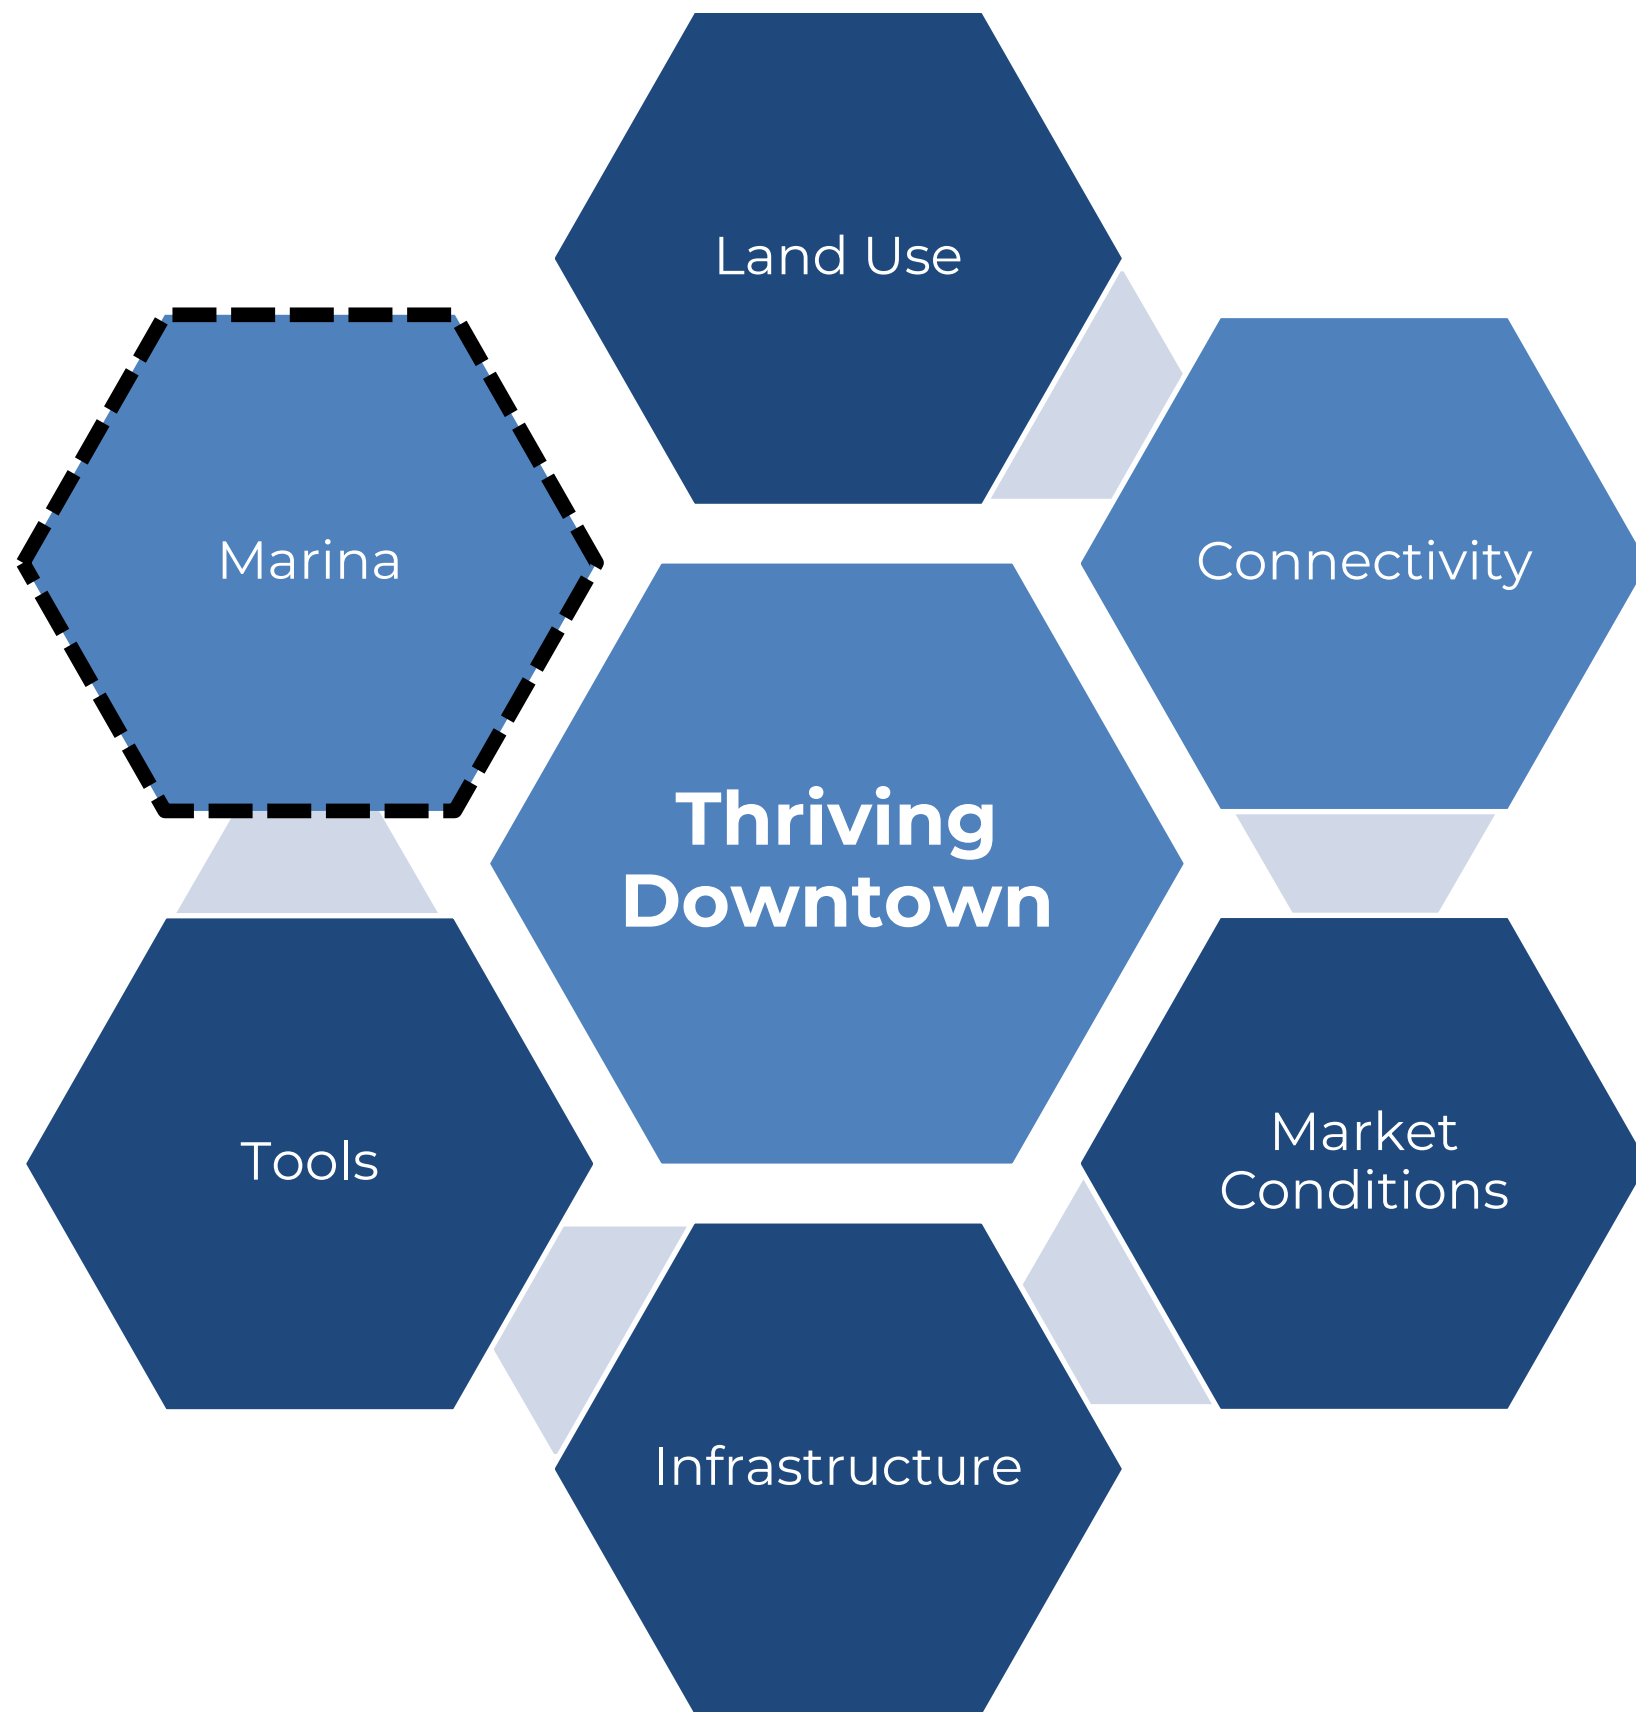 Land Use
Marina
Connectivity
Thriving
Downtown
Tools
Market
Conditions
Infrastructure